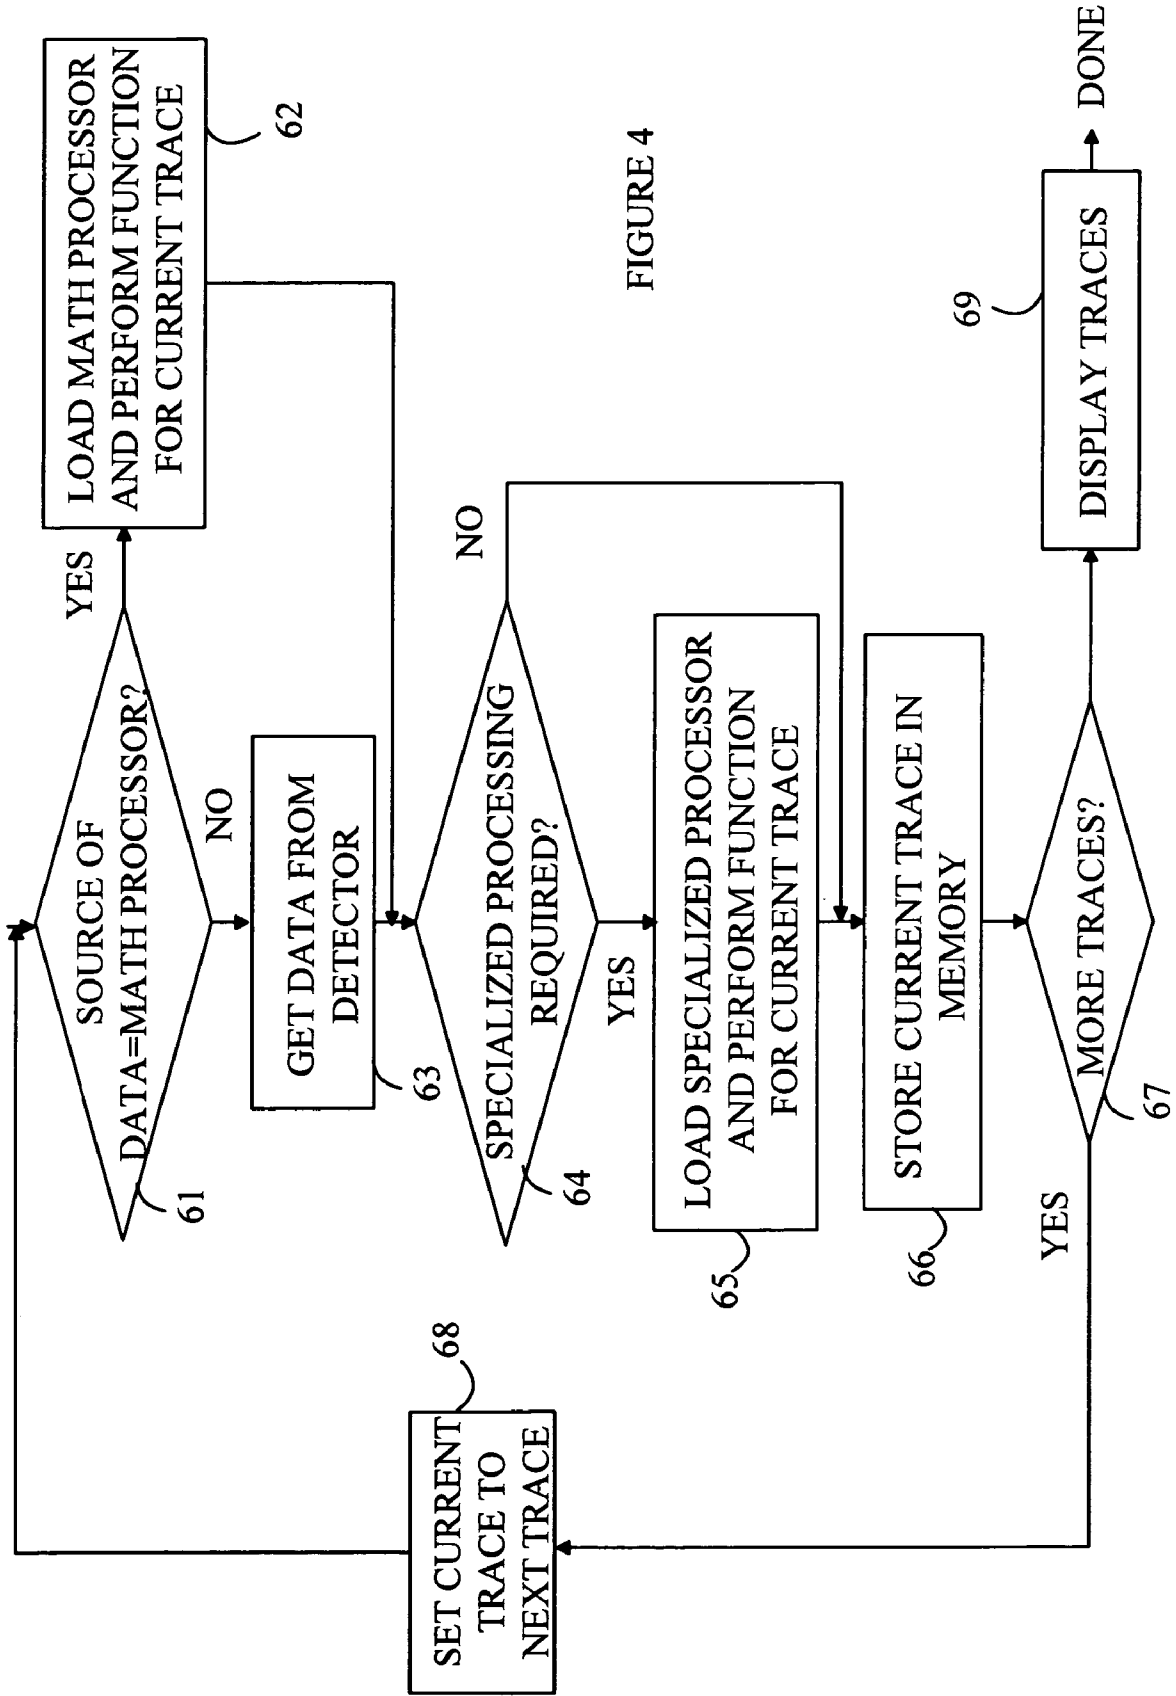 SOURCE OF
DATA=MATH PROCESSOR?
61
YES
LOAD MATH PROCESSOR
AND PERFORM FUNCTION
FOR CURRENT TRACE
62
NO
GET DATA FROM
DETECTOR
63
SPECIALIZED PROCESSING
REQUIRED?
64
NO
YES
LOAD SPECIALIZED PROCESSOR
AND PERFORM FUNCTION
FOR CURRENT TRACE
65
STORE CURRENT TRACE IN
MEMORY
66
MORE TRACES?
67
YES
SET CURRENT
TRACE TO
NEXT TRACE
68
DISPLAY TRACES
69
DONE
FIGURE 4